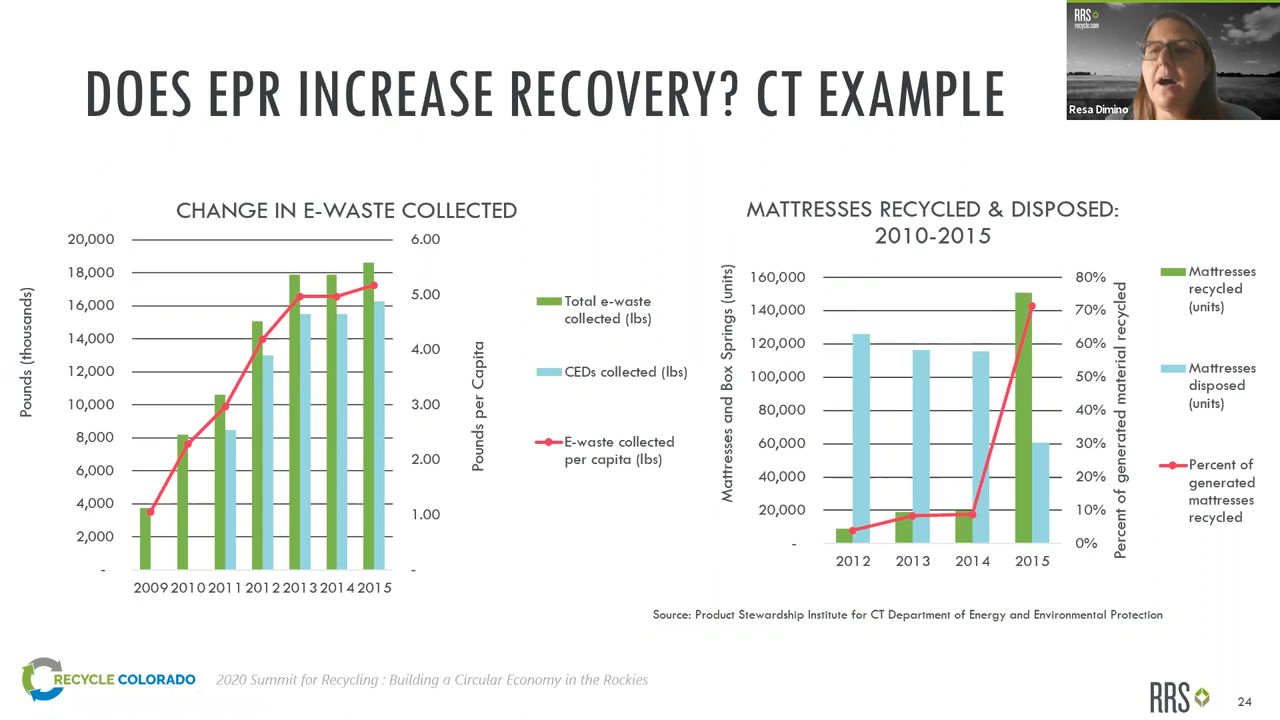 DOES EPR INCREASE RECOVERY? CT EXAMPLE
RRS
recycle.com
Resa Dimino
CHANGE IN E-WASTE COLLECTED
20,000
18,000
16,000
14,000
12,000
10,000
8,000
6,000
4,000
2,000
-
Pounds (thousands)
6.00
5.00
4.00
3.00
2.00
1.00
-
Pounds per Capita
2009 2010 2011 2012 2013 2014 2015
Total e-waste
collected (lbs)
CEDs collected (lbs)
E-waste collected
per capita (lbs)
MATTRESSES RECYCLED & DISPOSED:
2010-2015
Mattresses and Box Springs (units)
160,000
140,000
120,000
100,000
80,000
60,000
40,000
20,000
-
80%
70%
60%
50%
40%
30%
20%
10%
0%
Percent of generated material recycled
2012 2013 2014 2015
Mattresses
recycled
(units)
Mattresses
disposed
(units)
Percent of
generated
mattresses
recycled
Source: Product Stewardship Institute for CT Department of Energy and Environmental Protection
RECYCLE COLORADO
2020 Summit for Recycling : Building a Circular Economy in the Rockies
RRS
24